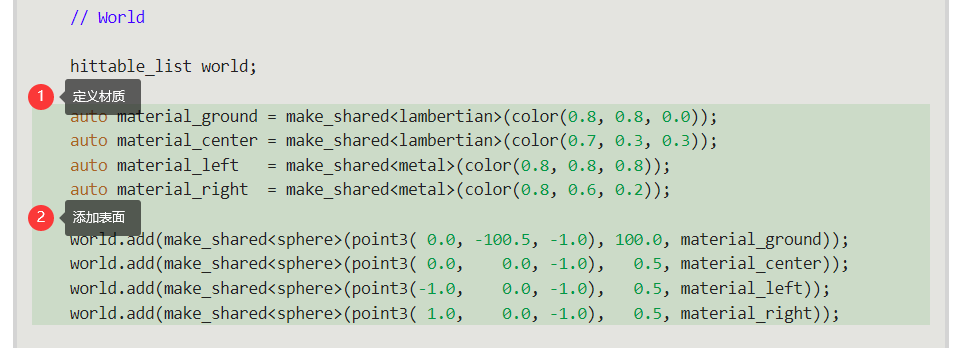 // World
hittable_list world;
1 定义材质
auto material_ground = make_shared<lambertian>(color(0.8, 0.8, 0.0));
auto material_center = make_shared<lambertian>(color(0.7, 0.3, 0.3));
auto material_left   = make_shared<metal>(color(0.8, 0.8, 0.8));
auto material_right  = make_shared<metal>(color(0.8, 0.6, 0.2));
2 添加表面
world.add(make_shared<sphere>(point3( 0.0, -100.5, -1.0), 100.0, material_ground));
world.add(make_shared<sphere>(point3( 0.0,    0.0, -1.0),   0.5, material_center));
world.add(make_shared<sphere>(point3(-1.0,    0.0, -1.0),   0.5, material_left));
world.add(make_shared<sphere>(point3( 1.0,    0.0, -1.0),   0.5, material_right));